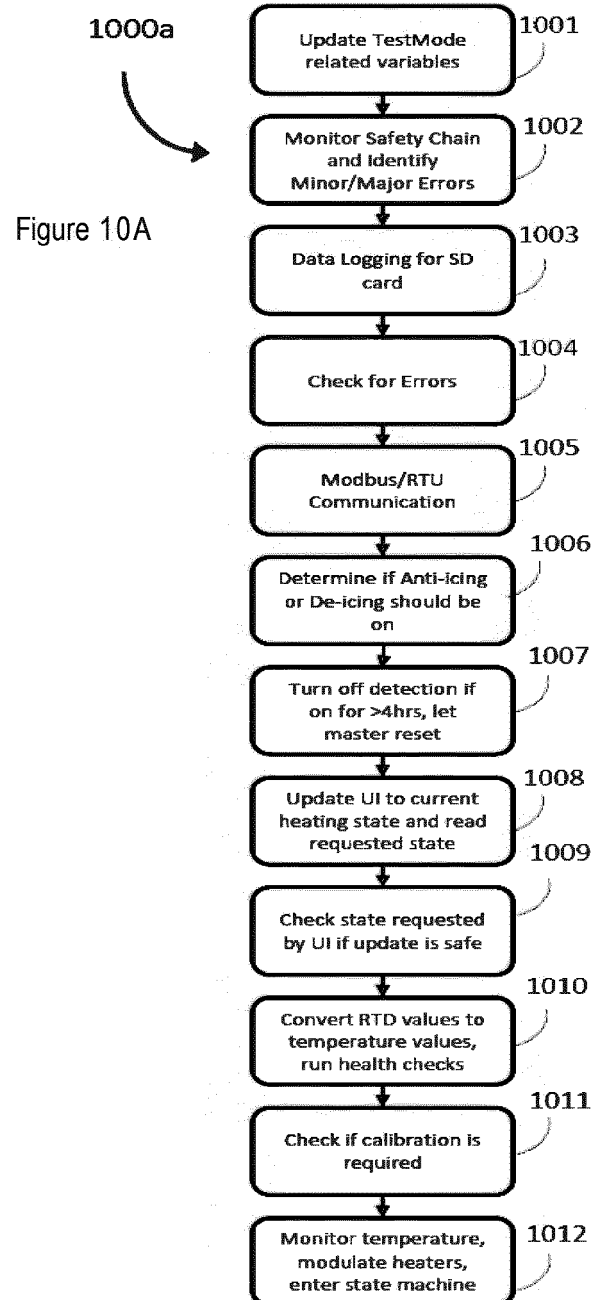 1000a
Figure 10A
1001
Update TestMode
related variables
1002
Monitor Safety Chain
and Identify
Minor/Major Errors
1003
Data Logging for SD
card
1004
Check for Errors
1005
Modbus/RTU
Communication
1006
Determine if Anti-icing
or De-icing should be
on
1007
Turn off detection if
on for >4hrs, let
master reset
1008
Update UI to current
heating state and read
requested state
1009
Check state requested
by UI if update is safe
1010
Convert RTD values to
temperature values,
run health checks
1011
Check if calibration is
required
1012
Monitor temperature,
modulate heaters,
enter state machine